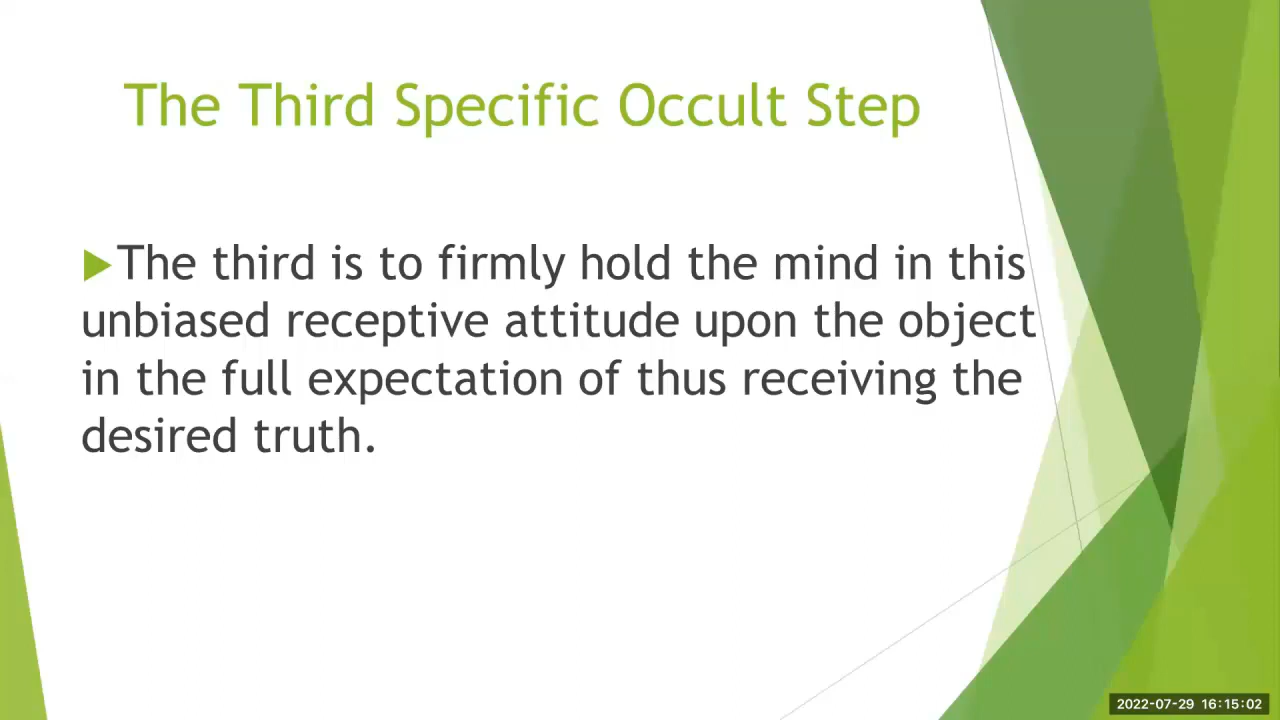 The Third Specific Occult Step
The third is to firmly hold the mind in this
unbiased receptive attitude upon the object
in the full expectation of thus receiving the
desired truth.
2022-07-29 16:15:02